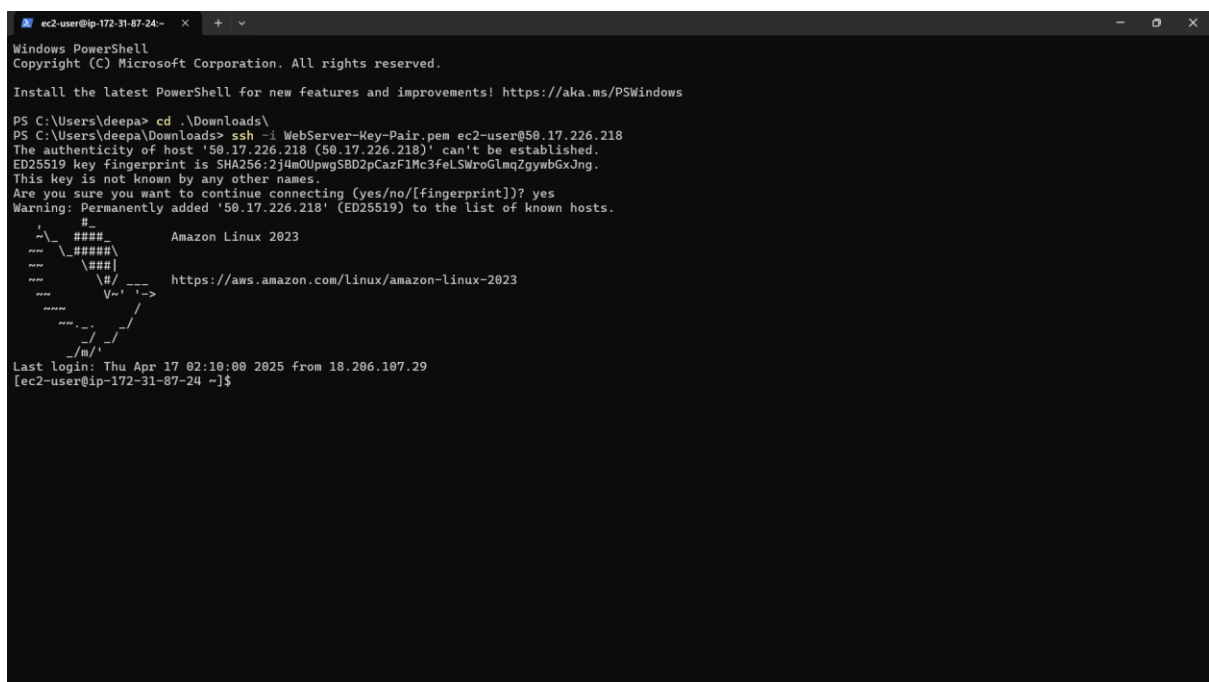 ec2-user@ip-172-31-87-24:~
Windows PowerShell
Copyright (C) Microsoft Corporation. All rights reserved.
Install the latest PowerShell for new features and improvements! https://aka.ms/PSWindows
PS C:\Users\deepa> cd .\Downloads\
PS C:\Users\deepa\Downloads> ssh -i WebServer-Key-Pair.pem ec2-user@50.17.226.218
The authenticity of host '50.17.226.218 (50.17.226.218)' can't be established.
ED25519 key fingerprint is SHA256:2j4mOUpwgSBD2pCazF1Mc3feLSWroGlmqZgywbGxJng.
This key is not known by any other names.
Are you sure you want to continue connecting (yes/no/[fingerprint])? yes
Warning: Permanently added '50.17.226.218' (ED25519) to the list of known hosts.
   ,     #_
   ~\_  ####_        Amazon Linux 2023
  ~~  \_#####\
  ~~     \###|
  ~~       \#/ ___   https://aws.amazon.com/linux/amazon-linux-2023
   ~~       V~' '->
    ~~~         /
      ~~._.   _/
         _/ _/
       _/m/'
Last login: Thu Apr 17 02:10:00 2025 from 18.206.107.29
[ec2-user@ip-172-31-87-24 ~]$